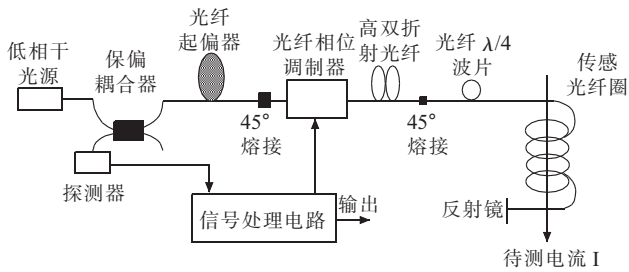 低相干
光源
保偏
耦合器
光纤
起偏器
光纤相位
调制器
高双折
射光纤
光纤 λ/4
波片
传感
光纤圈
45°
熔接
45°
熔接
探测器
信号处理电路
输出
反射镜
待测电流 I